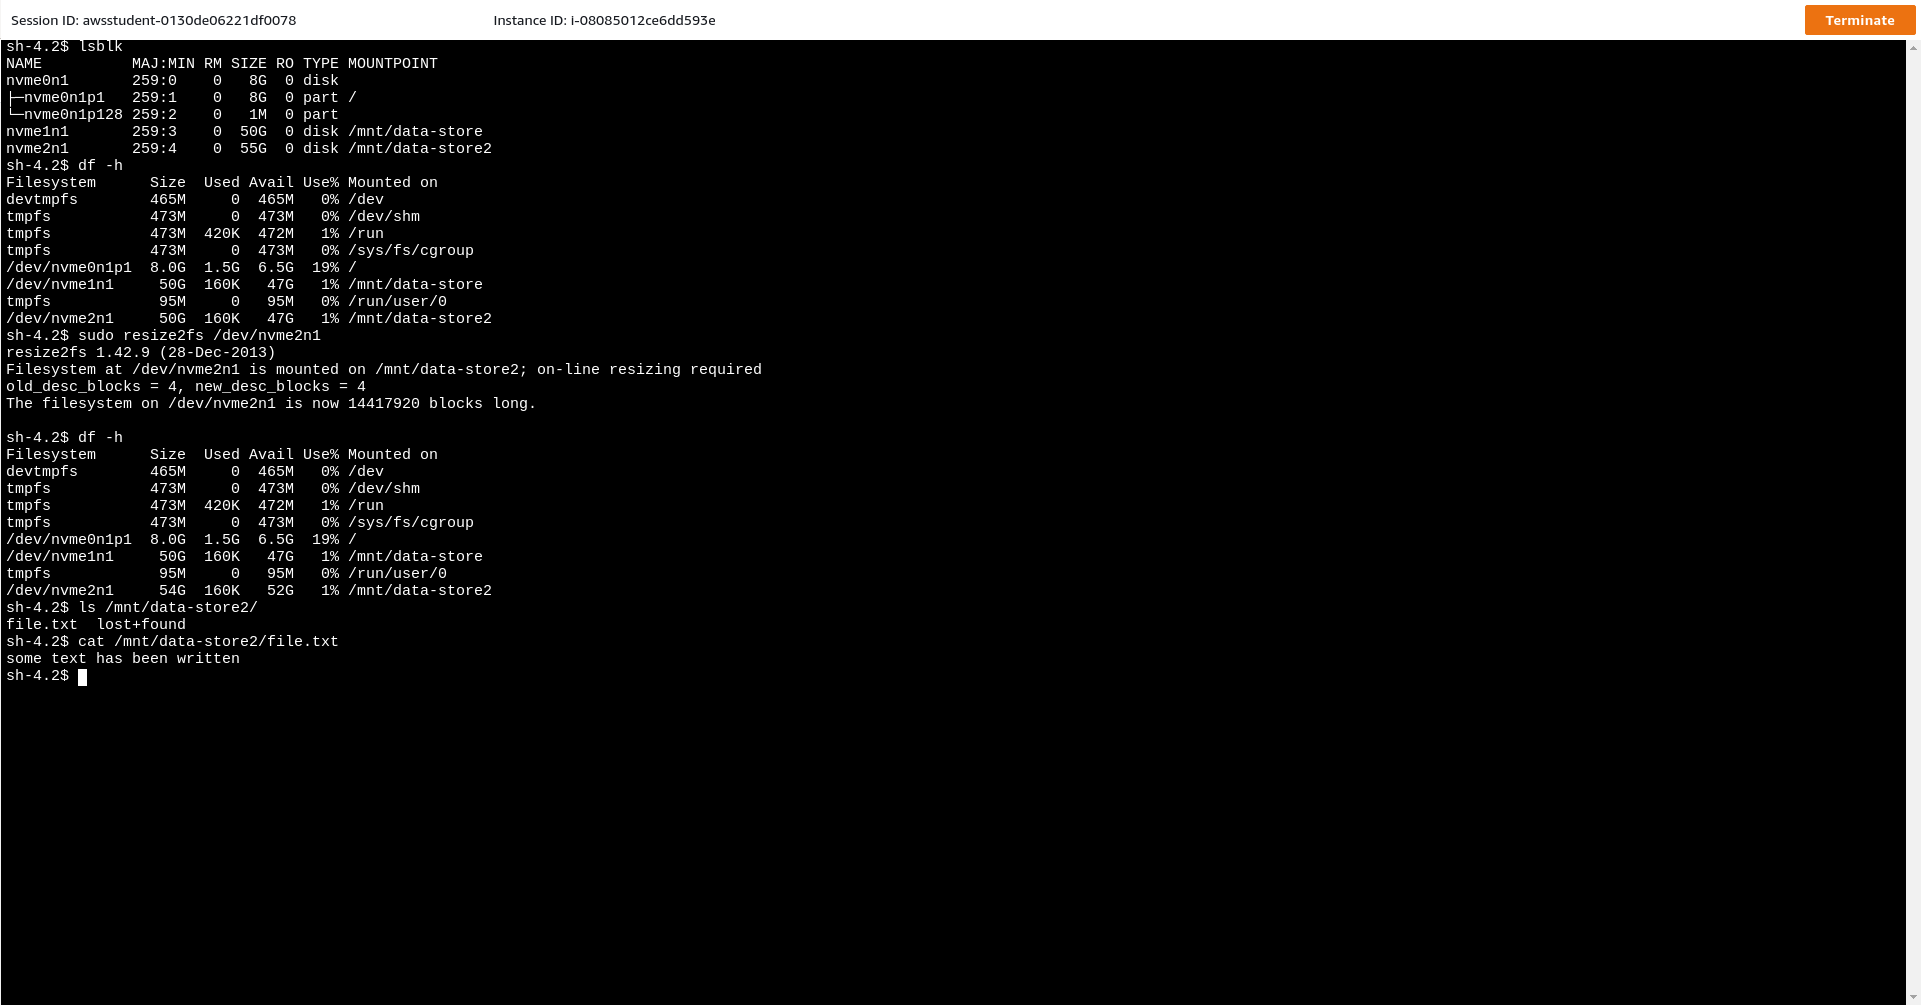 Session ID: awsstudent-0130de06221df0078 Instance ID: i-08085012ce6dd593e Terminate
sh-4.2$ lsblk
NAME          MAJ:MIN RM SIZE RO TYPE MOUNTPOINT
nvme0n1       259:0    0   8G  0 disk
├─nvme0n1p1   259:1    0   8G  0 part /
└─nvme0n1p128 259:2    0   1M  0 part
nvme1n1       259:3    0  50G  0 disk /mnt/data-store
nvme2n1       259:4    0  55G  0 disk /mnt/data-store2
sh-4.2$ df -h
Filesystem      Size  Used Avail Use% Mounted on
devtmpfs        465M     0  465M   0% /dev
tmpfs           473M     0  473M   0% /dev/shm
tmpfs           473M  420K  472M   1% /run
tmpfs           473M     0  473M   0% /sys/fs/cgroup
/dev/nvme0n1p1  8.0G  1.5G  6.5G  19% /
/dev/nvme1n1     50G  160K   47G   1% /mnt/data-store
tmpfs            95M     0   95M   0% /run/user/0
/dev/nvme2n1     50G  160K   47G   1% /mnt/data-store2
sh-4.2$ sudo resize2fs /dev/nvme2n1
resize2fs 1.42.9 (28-Dec-2013)
Filesystem at /dev/nvme2n1 is mounted on /mnt/data-store2; on-line resizing required
old_desc_blocks = 4, new_desc_blocks = 4
The filesystem on /dev/nvme2n1 is now 14417920 blocks long.
sh-4.2$ df -h
Filesystem      Size  Used Avail Use% Mounted on
devtmpfs        465M     0  465M   0% /dev
tmpfs           473M     0  473M   0% /dev/shm
tmpfs           473M  420K  472M   1% /run
tmpfs           473M     0  473M   0% /sys/fs/cgroup
/dev/nvme0n1p1  8.0G  1.5G  6.5G  19% /
/dev/nvme1n1     50G  160K   47G   1% /mnt/data-store
tmpfs            95M     0   95M   0% /run/user/0
/dev/nvme2n1     54G  160K   52G   1% /mnt/data-store2
sh-4.2$ ls /mnt/data-store2/
file.txt  lost+found
sh-4.2$ cat /mnt/data-store2/file.txt
some text has been written
sh-4.2$